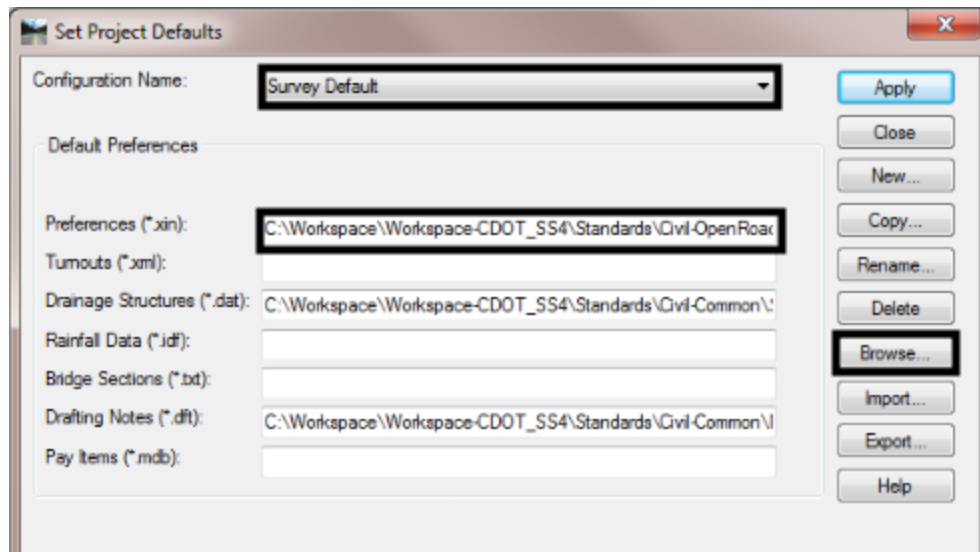 Set Project Defaults
Configuration Name:
Survey Default
Apply
Close
Default Preferences
New...
Preferences (*.xin):
C:\Workspace\Workspace-CDOT_SS4\Standards\Civil-OpenRoad
Copy...
Turnouts (*.xml):
Rename...
Drainage Structures (*.dat):
C:\Workspace\Workspace-CDOT_SS4\Standards\Civil-Common\
Delete
Rainfall Data (*.idf):
Browse...
Bridge Sections (*.txt):
Import...
Drafting Notes (*.dft):
C:\Workspace\Workspace-CDOT_SS4\Standards\Civil-Common\
Export...
Pay Items (*.mdb):
Help